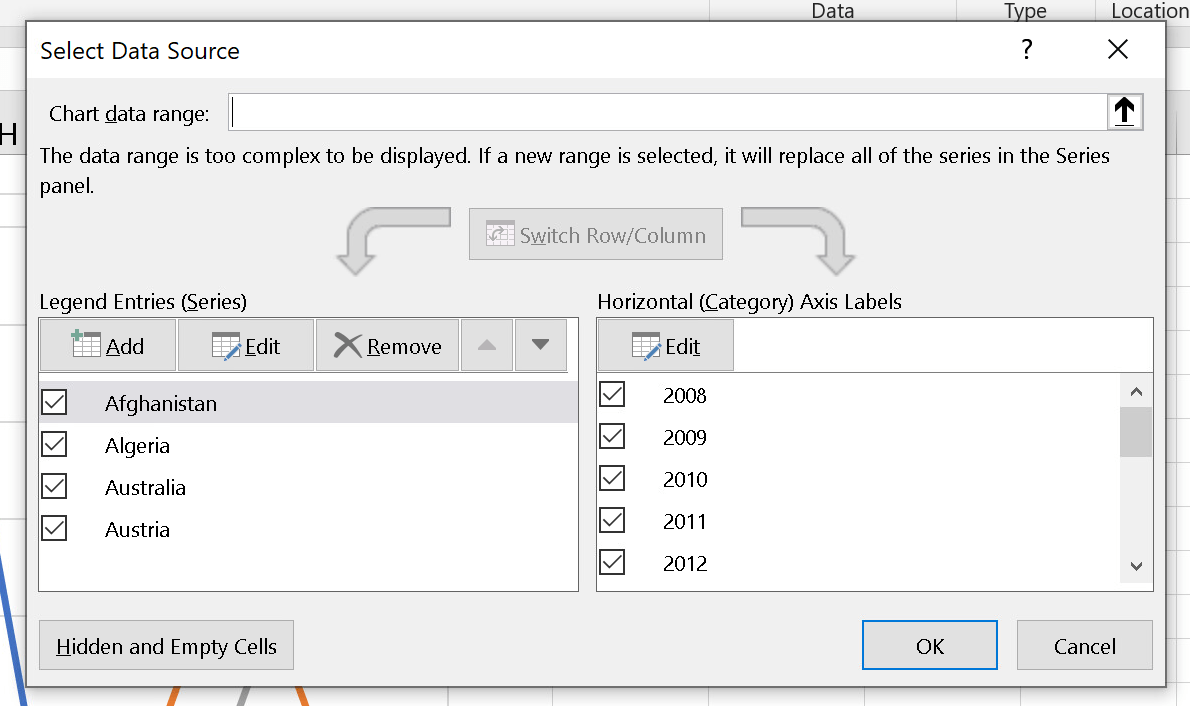 Data Type Location
Select Data Source ? 
H
Chart data range:
The data range is too complex to be displayed. If a new range is selected, it will replace all of the series in the Series
panel.
Switch Row/Column
Legend Entries (Series)
Add Edit Remove
Afghanistan
Algeria
Australia
Austria
Horizontal (Category) Axis Labels
Edit
2008
2009
2010
2011
2012
Hidden and Empty Cells
OK Cancel